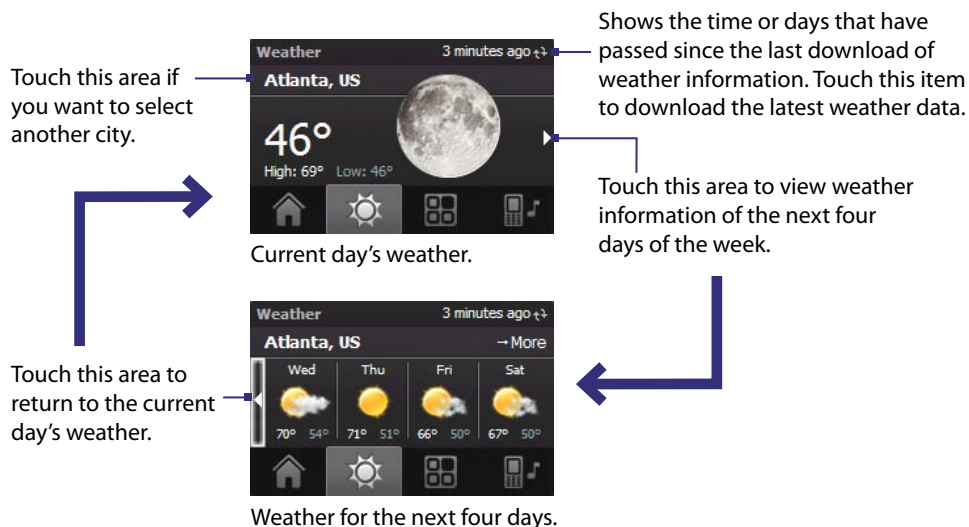 Shows the time or days that have
passed since the last download of
weather information. Touch this item
to download the latest weather data.
Touch this area if
you want to select
another city.
Weather 3 minutes ago
Atlanta, US
46°
High: 69° Low: 46°
Touch this area to view weather
information of the next four
days of the week.
Current day's weather.
Weather 3 minutes ago
Atlanta, US →More
Wed Thu Fri Sat
70° 54° 71° 51° 66° 50° 67° 50°
Touch this area to
return to the current
day's weather.
Weather for the next four days.